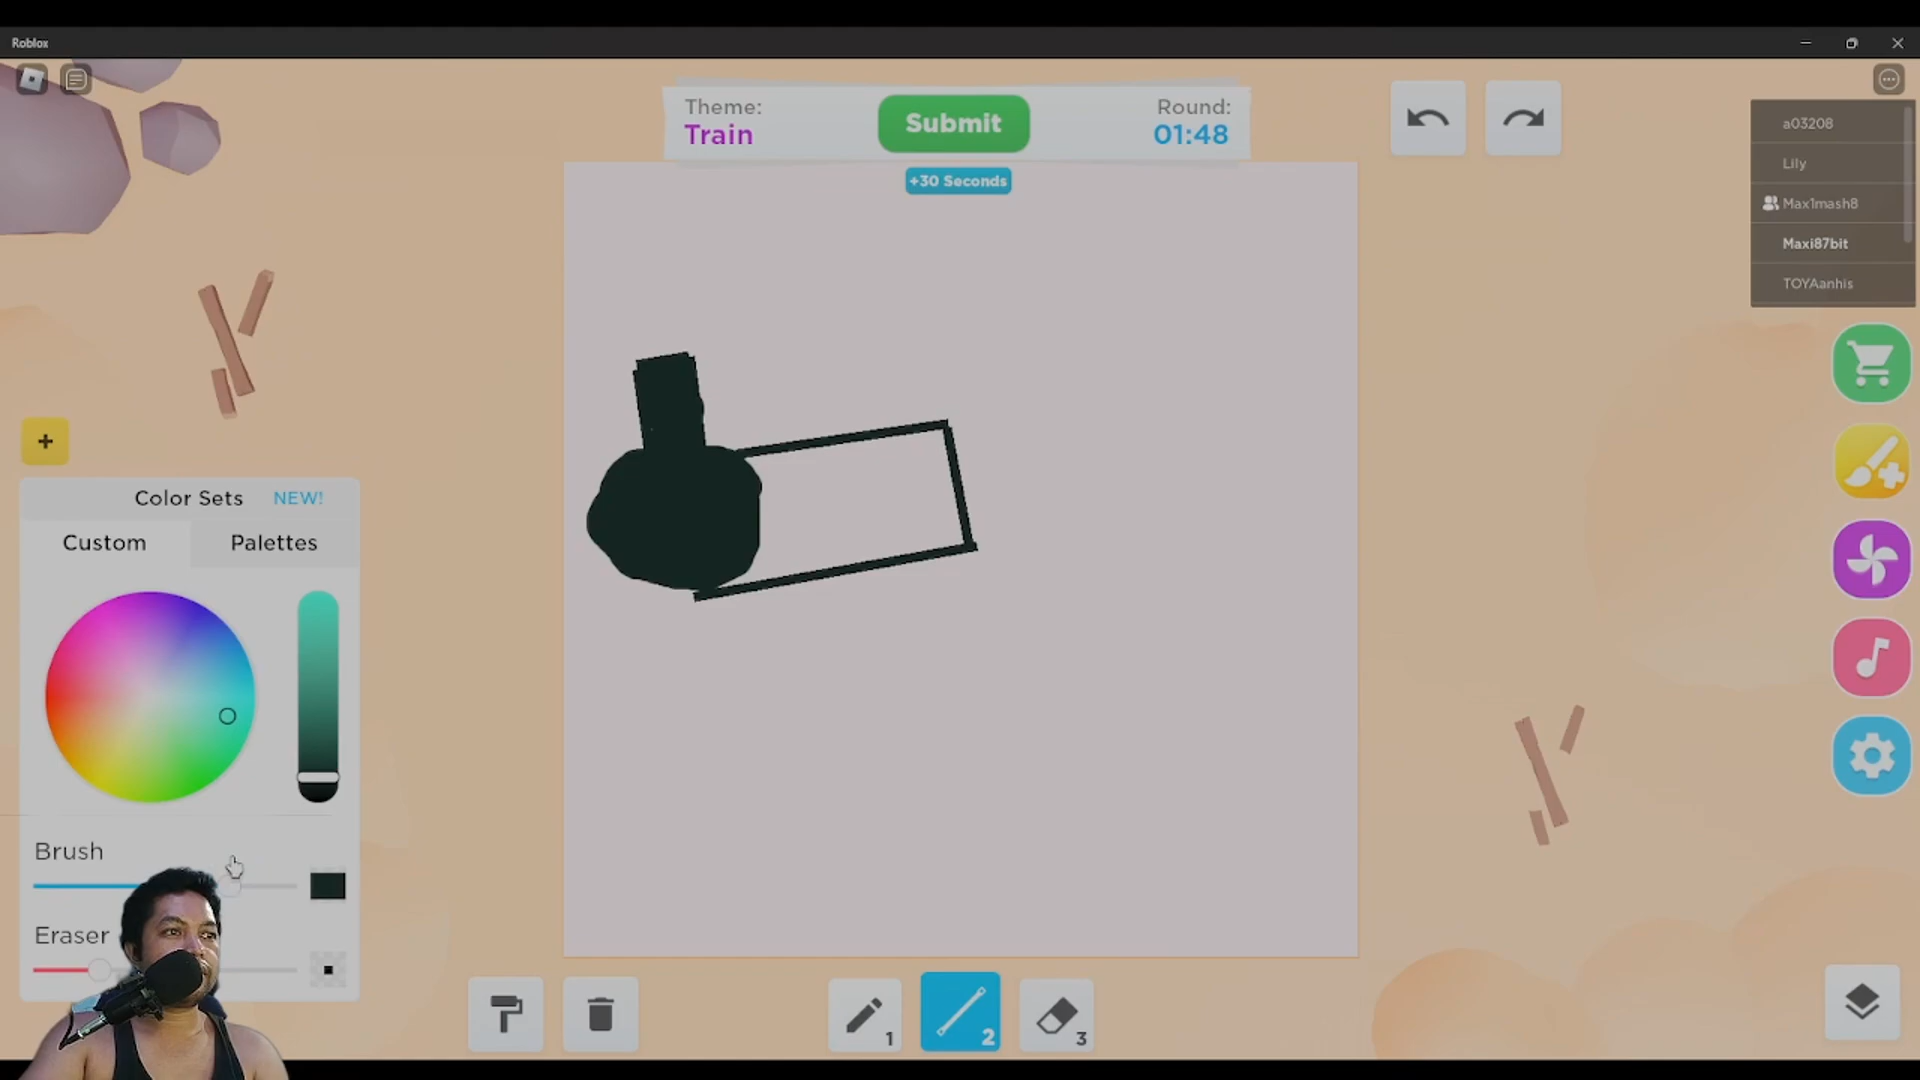 Roblox
Theme:
Train
Submit
Round:
01:48
+30 Seconds
a03208
Lily
Max1mash8
Maxi87bit
TOYAanhis
+
Color Sets NEW!
Custom
Palettes
Brush
Eraser
1
2
3